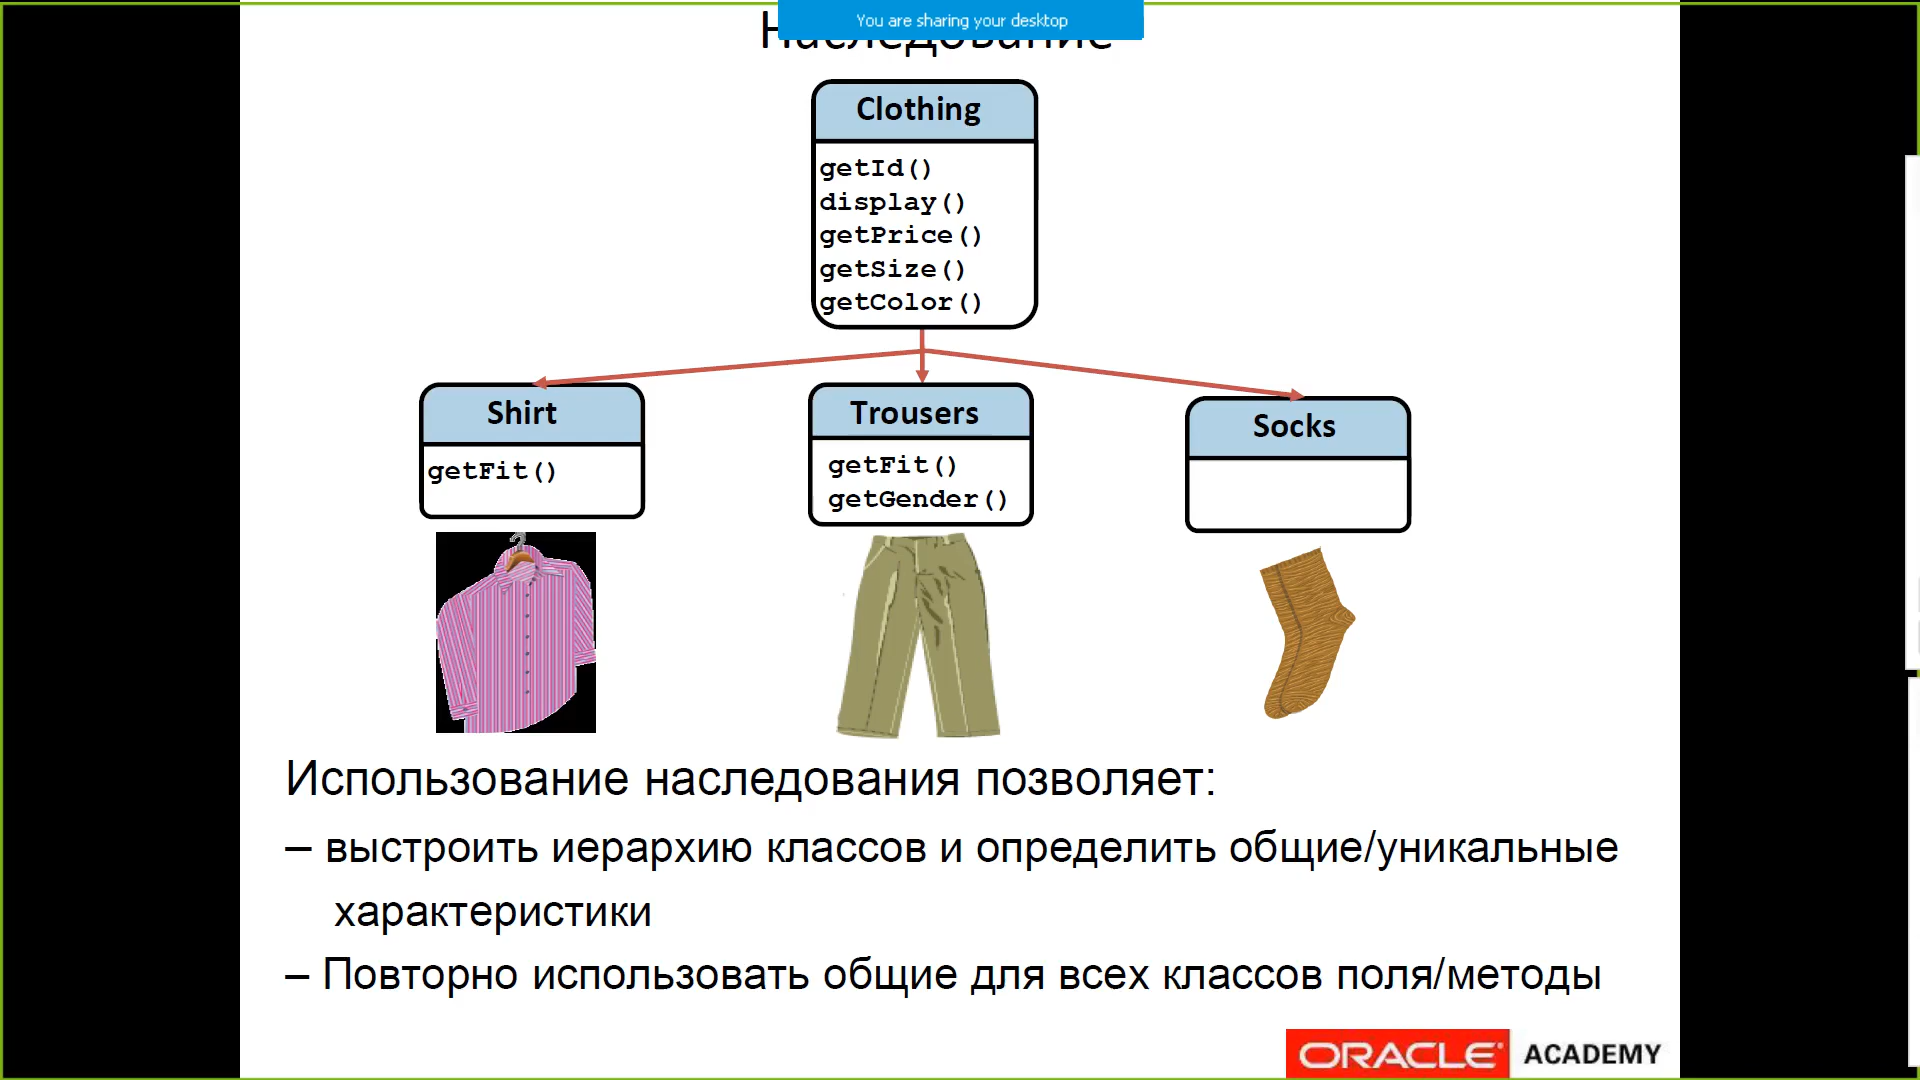 You are sharing your desktop
Наследование
Clothing
getId()
display()
getPrice()
getSize()
getColor()
Shirt
getFit()
Trousers
getFit()
getGender()
Socks
Использование наследования позволяет:
– выстроить иерархию классов и определить общие/уникальные
характеристики
– Повторно использовать общие для всех классов поля/методы
ORACLE ACADEMY